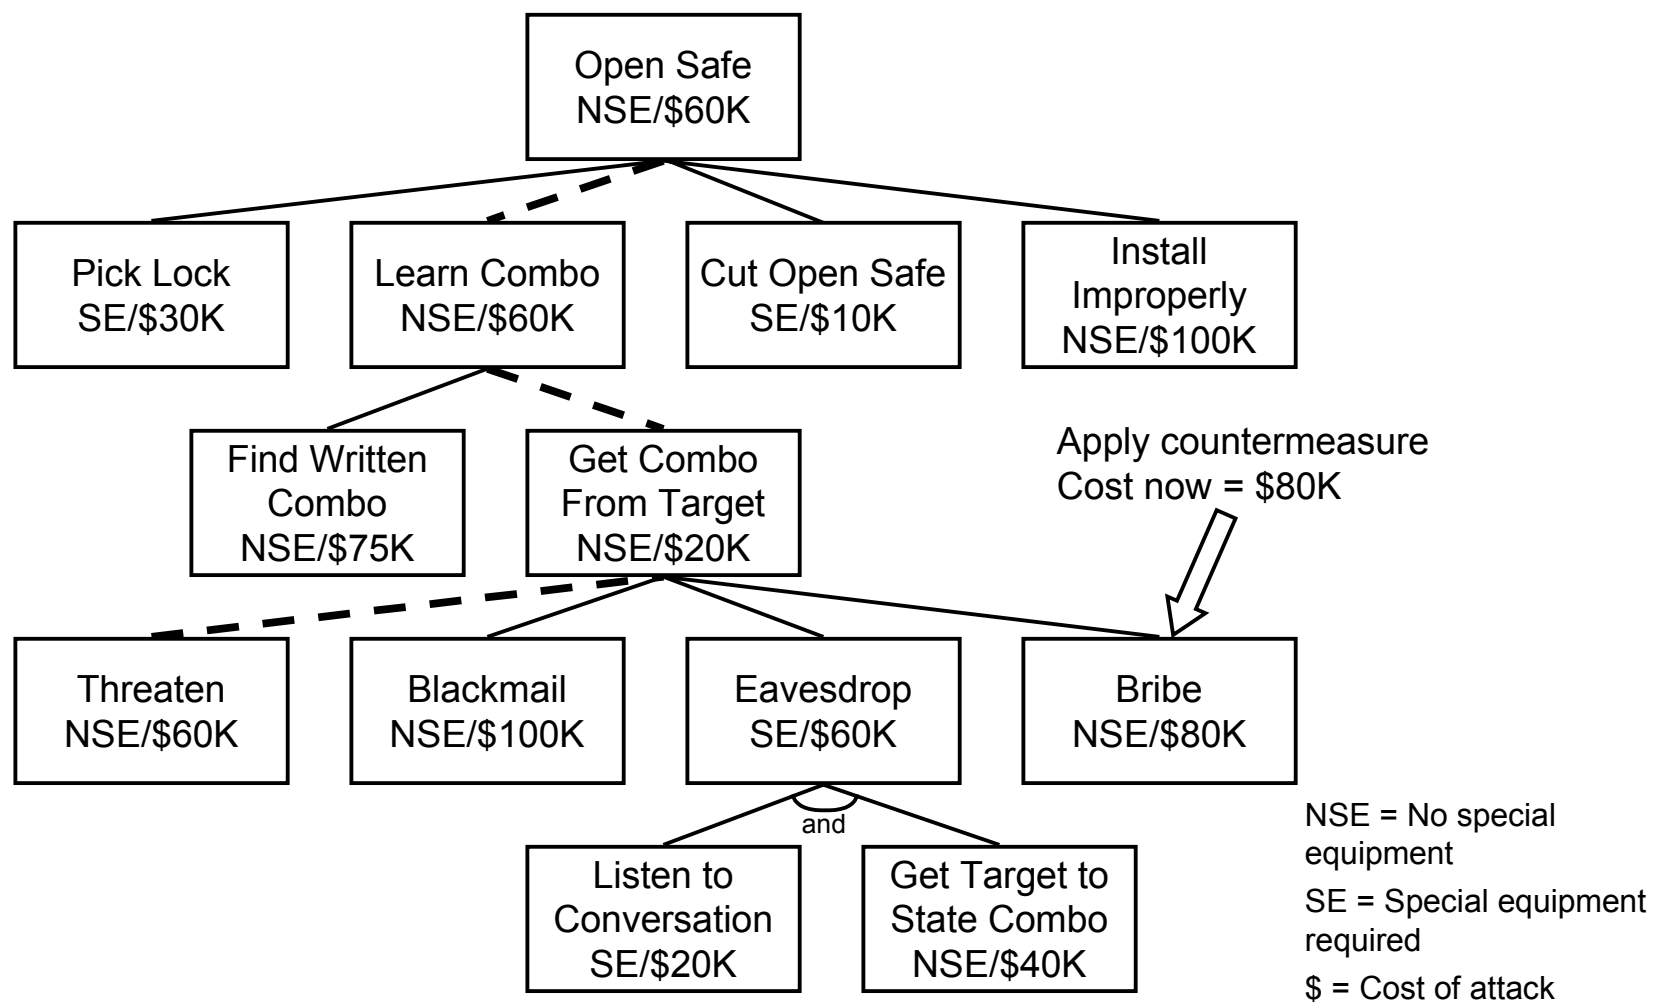 Open Safe
NSE/$60K
Pick Lock
SE/$30K
Learn Combo
NSE/$60K
Cut Open Safe
SE/$10K
Install
Improperly
NSE/$100K
Find Written
Combo
NSE/$75K
Get Combo
From Target
NSE/$20K
Apply countermeasure
Cost now = $80K
Threaten
NSE/$60K
Blackmail
NSE/$100K
Eavesdrop
SE/$60K
Bribe
NSE/$80K
and
Listen to
Conversation
SE/$20K
Get Target to
State Combo
NSE/$40K
NSE = No special
equipment
SE = Special equipment
required
$ = Cost of attack